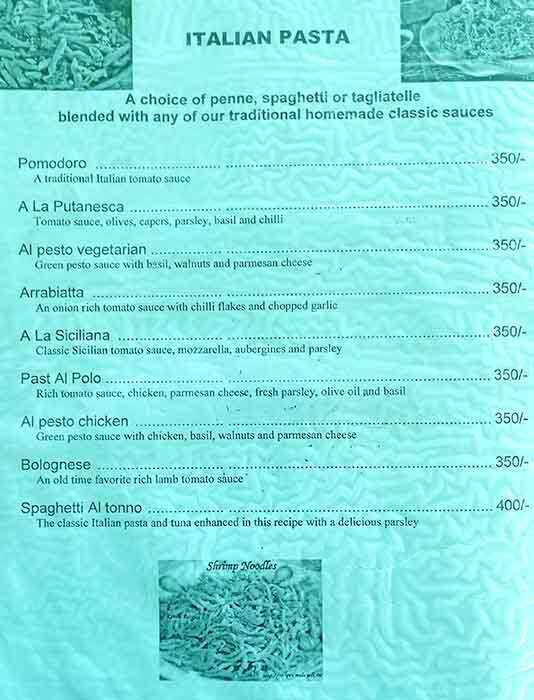 ITALIAN PASTA
A choice of penne, spaghetti or tagliatelle
blended with any of our traditional homemade classic sauces
Pomodoro ........................ 350/-
A traditional Italian tomato sauce
A La Putanesca ........................ 350/-
Tomato sauce, olives, capers, parsley, basil and chilli
Al pesto vegetarian ........................ 350/-
Green pesto sauce with basil, walnuts and parmesan cheese
Arrabiatta ........................ 350/-
An onion rich tomato sauce with chilli flakes and chopped garlic
A La Siciliana ........................ 350/-
Classic Sicilian tomato sauce, mozzarella, aubergines and parsley
Past Al Polo ........................ 350/-
Rich tomato sauce, chicken, parmesan cheese, fresh parsley, olive oil and basil
Al pesto chicken ........................ 350/-
Green pesto sauce with chicken, basil, walnuts and parmesan cheese
Bolognese ........................ 350/-
An old time favorite rich lamb tomato sauce
Spaghetti Al tonno ........................ 400/-
The classic Italian pasta and tuna enhanced in this recipe with a delicious parsley
Shrimp Noodles